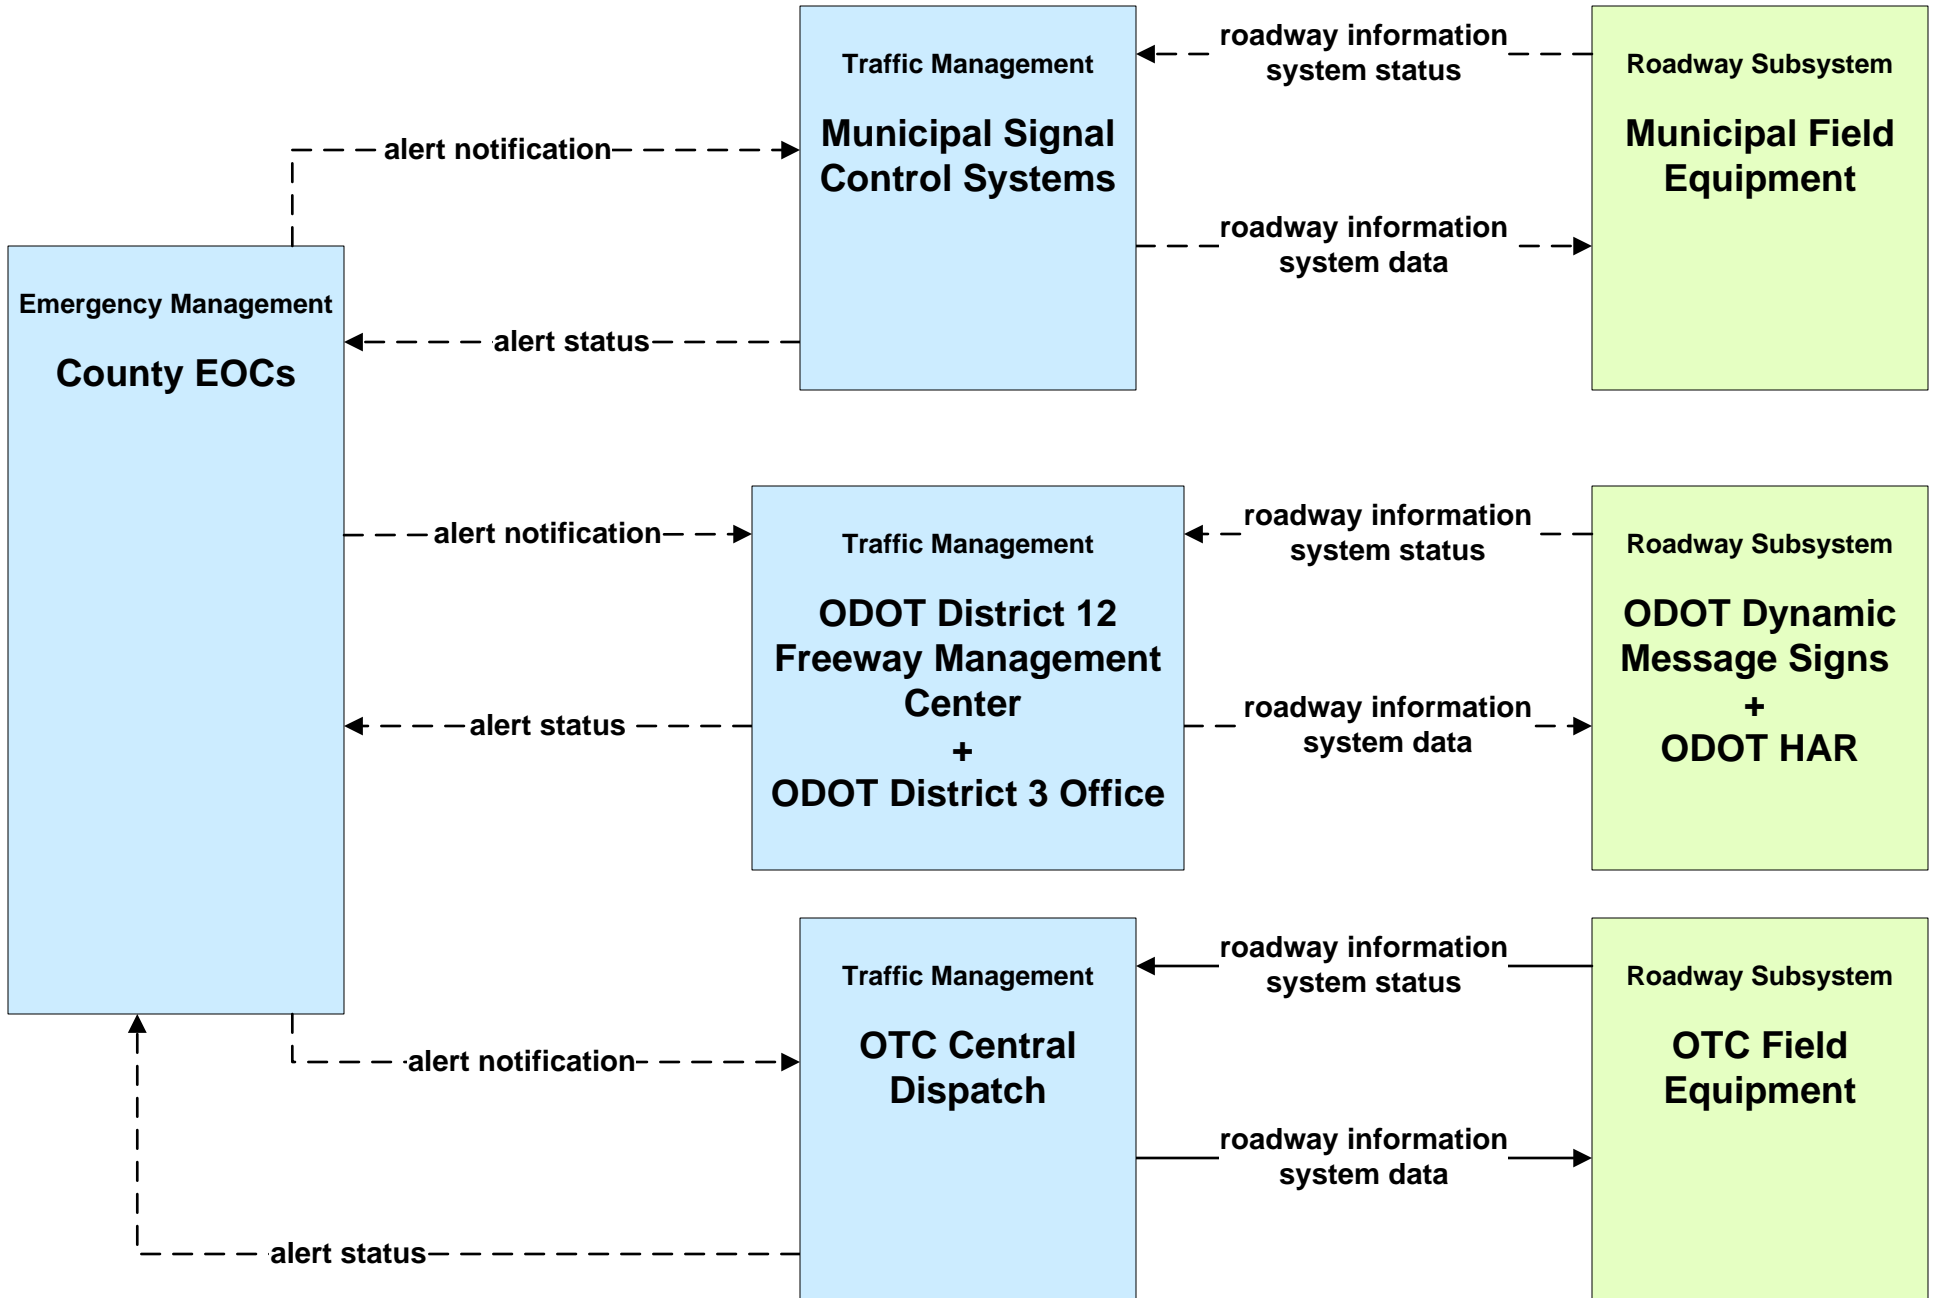 Emergency Management
County EOCs
alert notification
alert status
Traffic Management
Municipal Signal
Control Systems
roadway information
system status
roadway information
system data
Roadway Subsystem
Municipal Field
Equipment
alert notification
alert status
Traffic Management
ODOT District 12
Freeway Management
Center
+
ODOT District 3 Office
roadway information
system status
roadway information
system data
Roadway Subsystem
ODOT Dynamic
Message Signs
+
ODOT HAR
alert notification
alert status
Traffic Management
OTC Central
Dispatch
roadway information
system status
roadway information
system data
Roadway Subsystem
OTC Field
Equipment